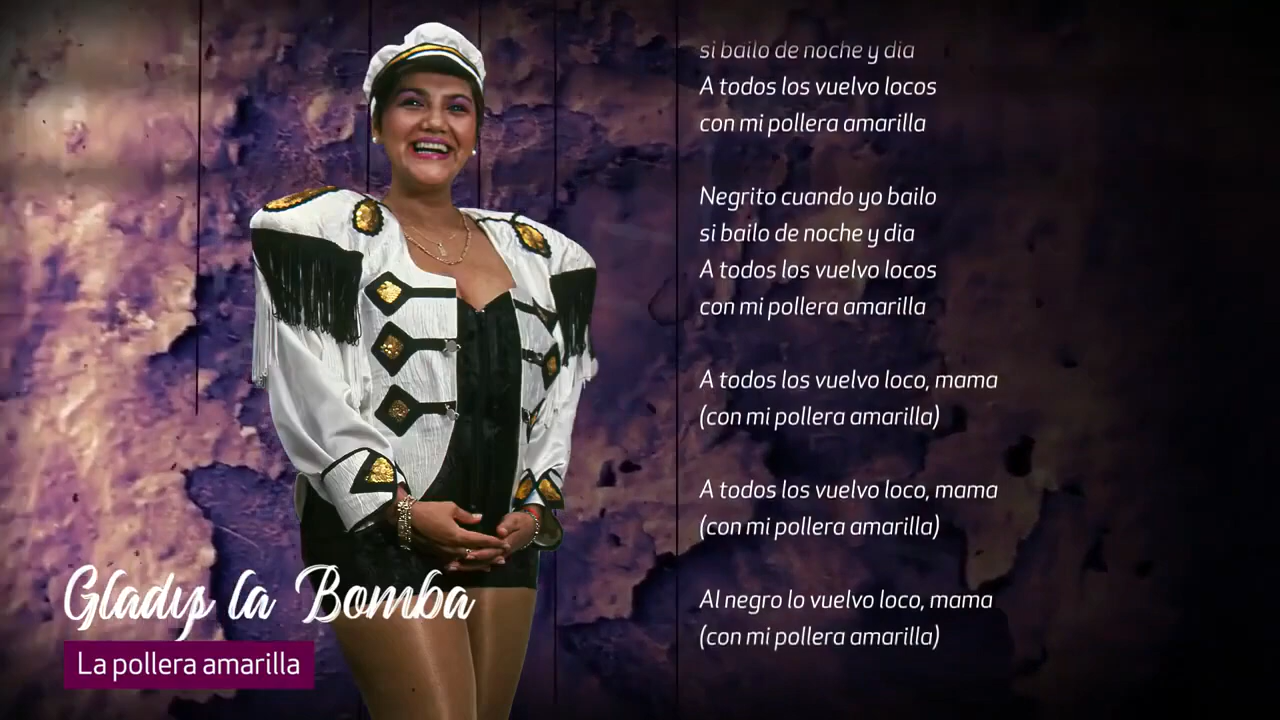 si bailo de noche y dia
A todos los vuelvo locos
con mi pollera amarilla
Negrito cuando yo bailo
si bailo de noche y dia
A todos los vuelvo locos
con mi pollera amarilla
A todos los vuelvo loco, mama
(con mi pollera amarilla)
A todos los vuelvo loco, mama
(con mi pollera amarilla)
Al negro lo vuelvo loco, mama
(con mi pollera amarilla)
Gladys la Bomba
La pollera amarilla